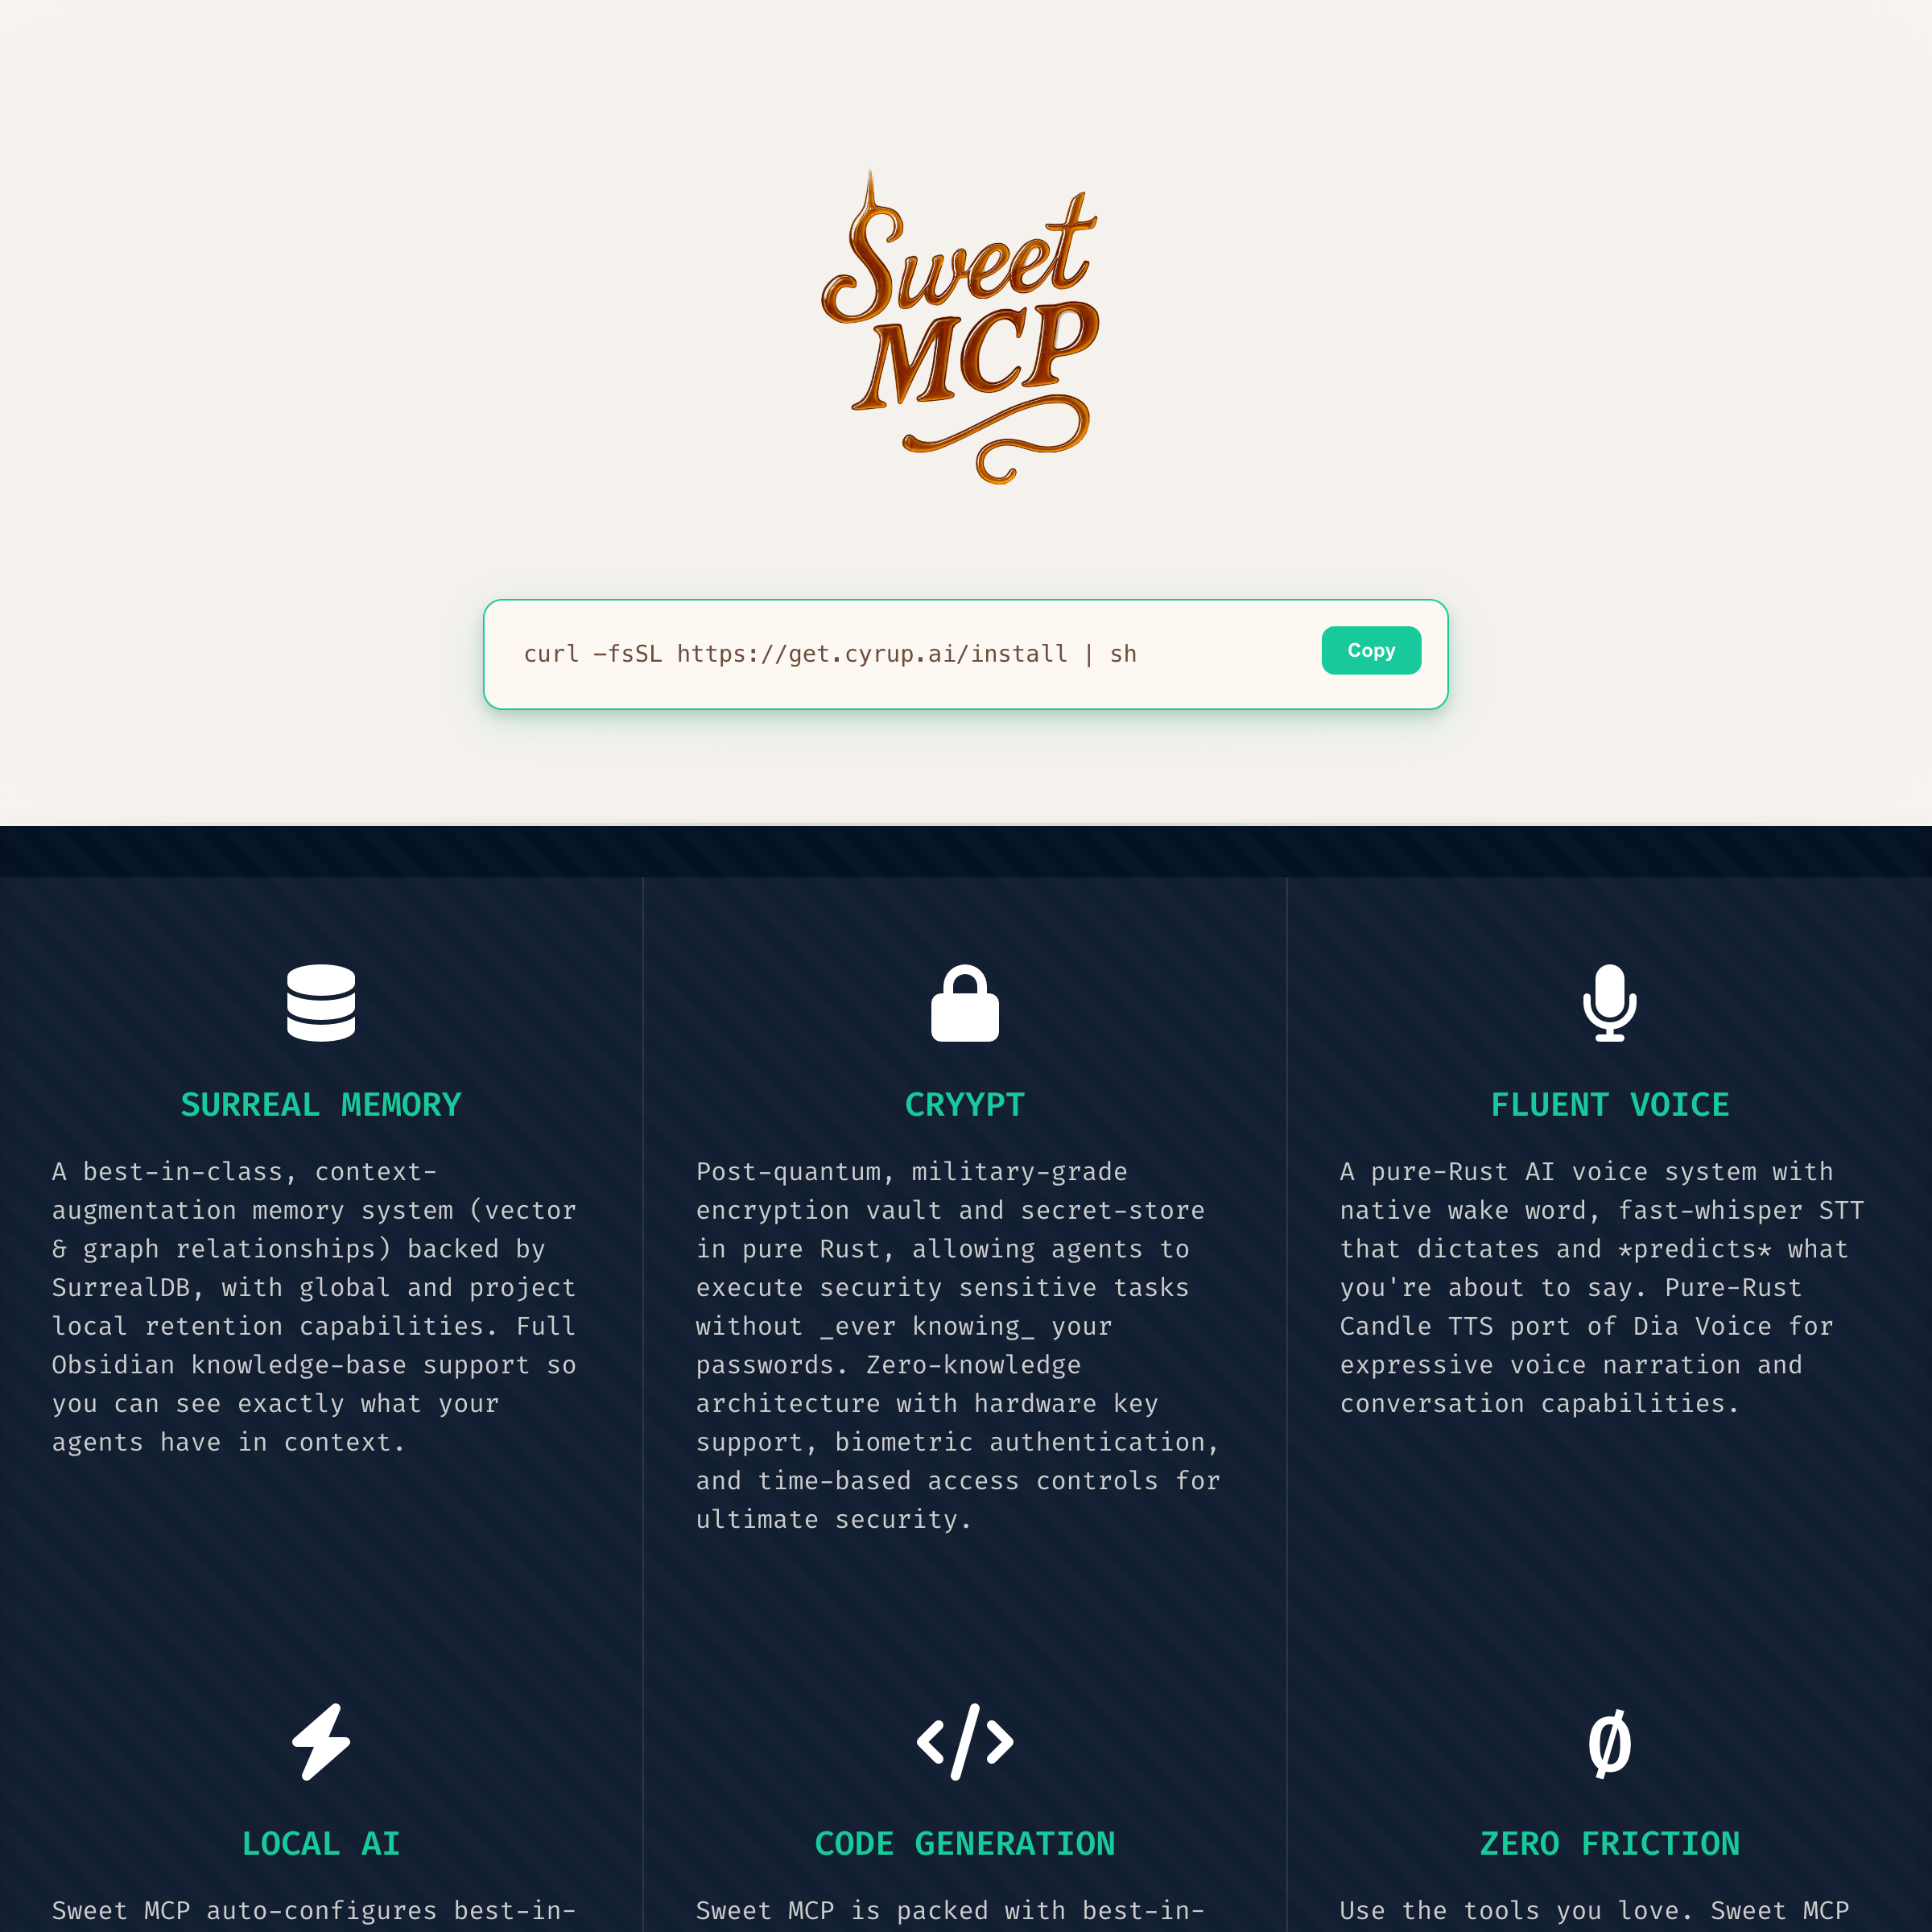 Sweet
MCP
curl -fsSL https://get.cyrup.ai/install | sh
Copy
SURREAL MEMORY
A best-in-class, context-
augmentation memory system (vector
& graph relationships) backed by
SurrealDB, with global and project
local retention capabilities. Full
Obsidian knowledge-base support so
you can see exactly what your
agents have in context.
CRYYPT
Post-quantum, military-grade
encryption vault and secret-store
in pure Rust, allowing agents to
execute security sensitive tasks
without _ever knowing_ your
passwords. Zero-knowledge
architecture with hardware key
support, biometric authentication,
and time-based access controls for
ultimate security.
FLUENT VOICE
A pure-Rust AI voice system with
native wake word, fast-whisper STT
that dictates and *predicts* what
you're about to say. Pure-Rust
Candle TTS port of Dia Voice for
expressive voice narration and
conversation capabilities.
LOCAL AI
Sweet MCP auto-configures best-in-
CODE GENERATION
Sweet MCP is packed with best-in-
ZERO FRICTION
Use the tools you love. Sweet MCP